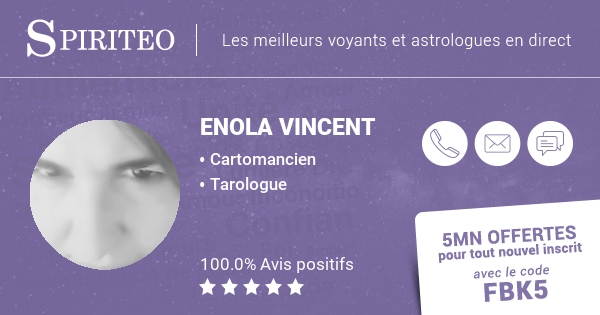 SPIRITEO
Les meilleurs voyants et astrologues en direct
ENOLA VINCENT
• Cartomancien
• Tarologue
100.0% Avis positifs
5MN OFFERTES
pour tout nouvel inscrit
avec le code
FBK5